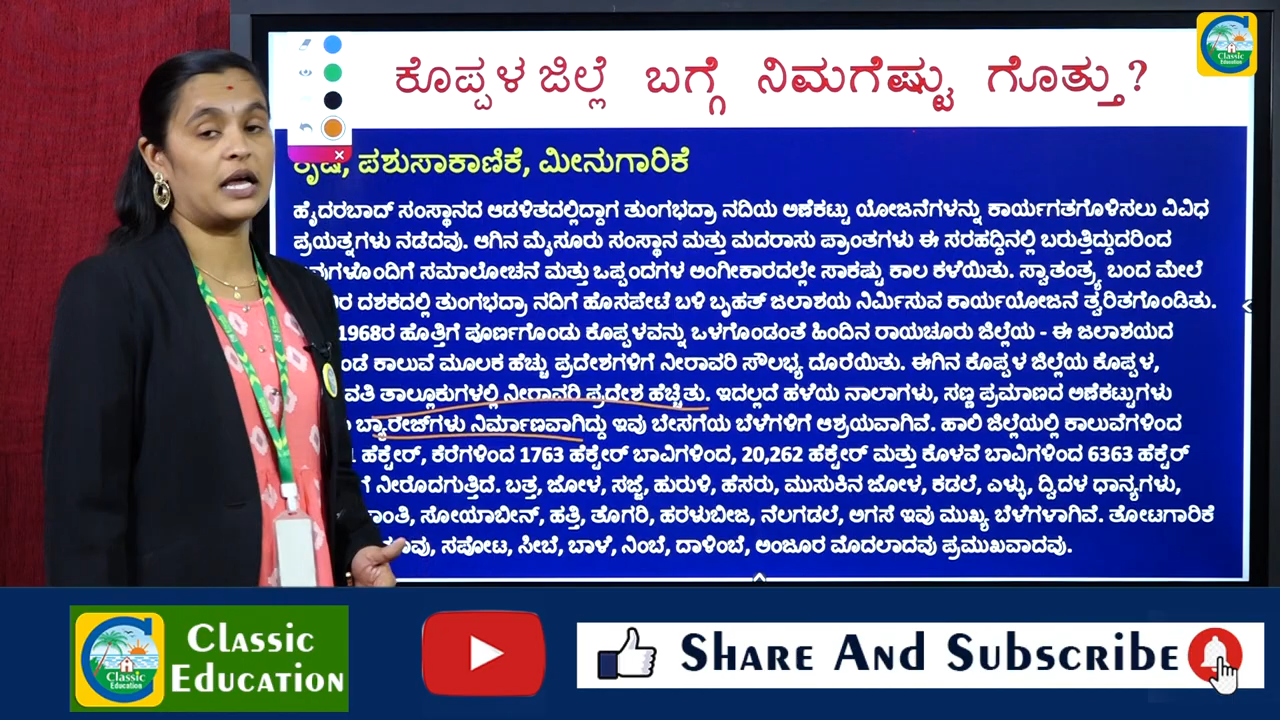 ಕೊಪ್ಪಳ ಜಿಲ್ಲೆ ಬಗ್ಗೆ ನಿಮಗೆಷ್ಟು ಗೊತ್ತು ?
Classic
Education
ಪಶುಸಾಕಾಣಿಕೆ, ಮೀನುಗಾರಿಕೆ
ಹೈದರಬಾದ್ ಸಂಸ್ಥಾನದ ಆಡಳಿತದಲ್ಲಿದ್ದಾಗ ತುಂಗಭದ್ರಾ ನದಿಯ ಅಣೆಕಟ್ಟು ಯೋಜನೆಗಳನ್ನು ಕಾರ್ಯಗತಗೊಳಿಸಲು ವಿವಿಧ
ಪ್ರಯತ್ನಗಳು ನಡೆದವು. ಆಗಿನ ಮೈಸೂರು ಸಂಸ್ಥಾನ ಮತ್ತು ಮದರಾಸು ಪ್ರಾಂತಗಳು ಈ ಸರಹದ್ದಿನಲ್ಲಿ ಬರುತ್ತಿದ್ದುದರಿಂದ
ಸಮಾಲೋಚನೆ ಮತ್ತು ಒಪ್ಪಂದಗಳ ಅಂಗೀಕಾರದಲ್ಲೇ ಸಾಕಷ್ಟು ಕಾಲ ಕಳೆಯಿತು. ಸ್ವಾತಂತ್ರ್ಯ ಬಂದ ಮೇಲೆ
ದಶಕದಲ್ಲಿ ತುಂಗಭದ್ರಾ ನದಿಗೆ ಹೊಸಪೇಟೆ ಬಳಿ ಬೃಹತ್ ಜಲಾಶಯ ನಿರ್ಮಿಸುವ ಕಾರ್ಯಯೋಜನೆ ತ್ವರಿತಗೊಂಡಿತು.
1968ರ ಹೊತ್ತಿಗೆ ಪೂರ್ಣಗೊಂಡು ಕೊಪ್ಪಳವನ್ನು ಒಳಗೊಂಡಂತೆ ಹಿಂದಿನ ರಾಯಚೂರು ಜಿಲ್ಲೆಯ - ಈ ಜಲಾಶಯದ
ಕಾಲುವೆ ಮೂಲಕ ಹೆಚ್ಚು ಪ್ರದೇಶಗಳಿಗೆ ನೀರಾವರಿ ಸೌಲಭ್ಯ ದೊರೆಯಿತು. ಈಗಿನ ಕೊಪ್ಪಳ ಜಿಲ್ಲೆಯ ಕೊಪ್ಪಳ,
ತಾಲ್ಲೂಕುಗಳಲ್ಲಿ ನೀರಾವರಿ ಪ್ರದೇಶ ಹೆಚ್ಚಿತು. ಇದಲ್ಲದೆ ಹಳೆಯ ನಾಲಾಗಳು, ಸಣ್ಣ ಪ್ರಮಾಣದ ಅಣೆಕಟ್ಟುಗಳು
ಬ್ಯಾರೇಜ್‌ಗಳು ನಿರ್ಮಾಣವಾಗಿದ್ದು ಇವು ಬೇಸಗೆಯ ಬೆಳೆಗಳಿಗೆ ಆಶ್ರಯವಾಗಿವೆ. ಹಾಲಿ ಜಿಲ್ಲೆಯಲ್ಲಿ ಕಾಲುವೆಗಳಿಂದ
ಹೆಕ್ಟೇರ್, ಕೆರೆಗಳಿಂದ 1763 ಹೆಕ್ಟೇರ್ ಬಾವಿಗಳಿಂದ, 20,262 ಹೆಕ್ಟೇರ್ ಮತ್ತು ಕೊಳವೆ ಬಾವಿಗಳಿಂದ 6363 ಹೆಕ್ಟೆರ್
ನೀರೊದಗುತ್ತಿದೆ. ಬತ್ತ, ಜೋಳ, ಸಜ್ಜೆ, ಹುರುಳಿ, ಹೆಸರು, ಮುಸುಕಿನ ಜೋಳ, ಕಡಲೆ, ಎಳ್ಳು, ದ್ವಿದಳ ಧಾನ್ಯಗಳು,
ಸೋಯಾಬೀನ್, ಹತ್ತಿ, ತೊಗರಿ, ಹರಳುಬೀಜ, ನೆಲಗಡಲೆ, ಅಗಸೆ ಇವು ಮುಖ್ಯ ಬೆಳೆಗಳಾಗಿವೆ. ತೋಟಗಾರಿಕೆ
ಸಪೋಟ, ಸೀಬೆ, ಬಾಳೆ, ನಿಂಬೆ, ದಾಳಿಂಬೆ, ಅಂಜೂರ ಮೊದಲಾದವು ಪ್ರಮುಖವಾದವು.
Classic
Education
Classic
Education
Share And Subscribe